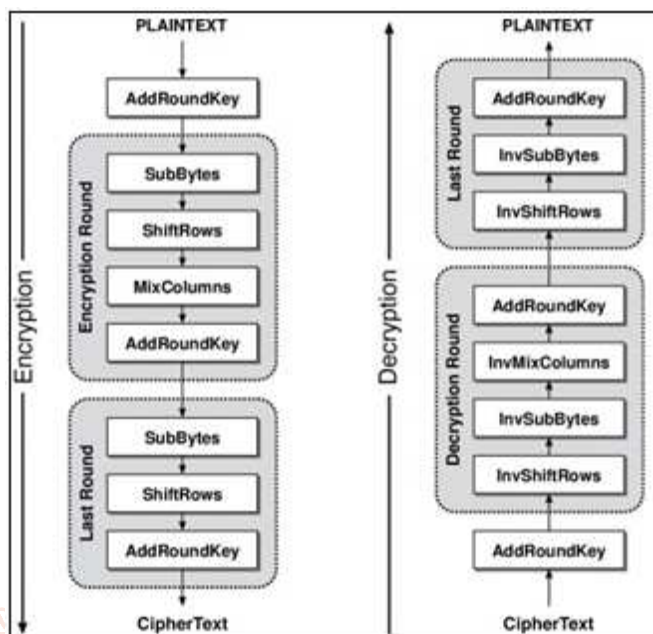 PLAINTEXT
AddRoundKey
SubBytes
ShiftRows
MixColumns
AddRoundKey
Encryption Round
SubBytes
ShiftRows
AddRoundKey
Last Round
CipherText
Encryption
PLAINTEXT
AddRoundKey
InvSubBytes
InvShiftRows
Last Round
AddRoundKey
InvMixColumns
InvSubBytes
InvShiftRows
Decryption Round
AddRoundKey
CipherText
Decryption